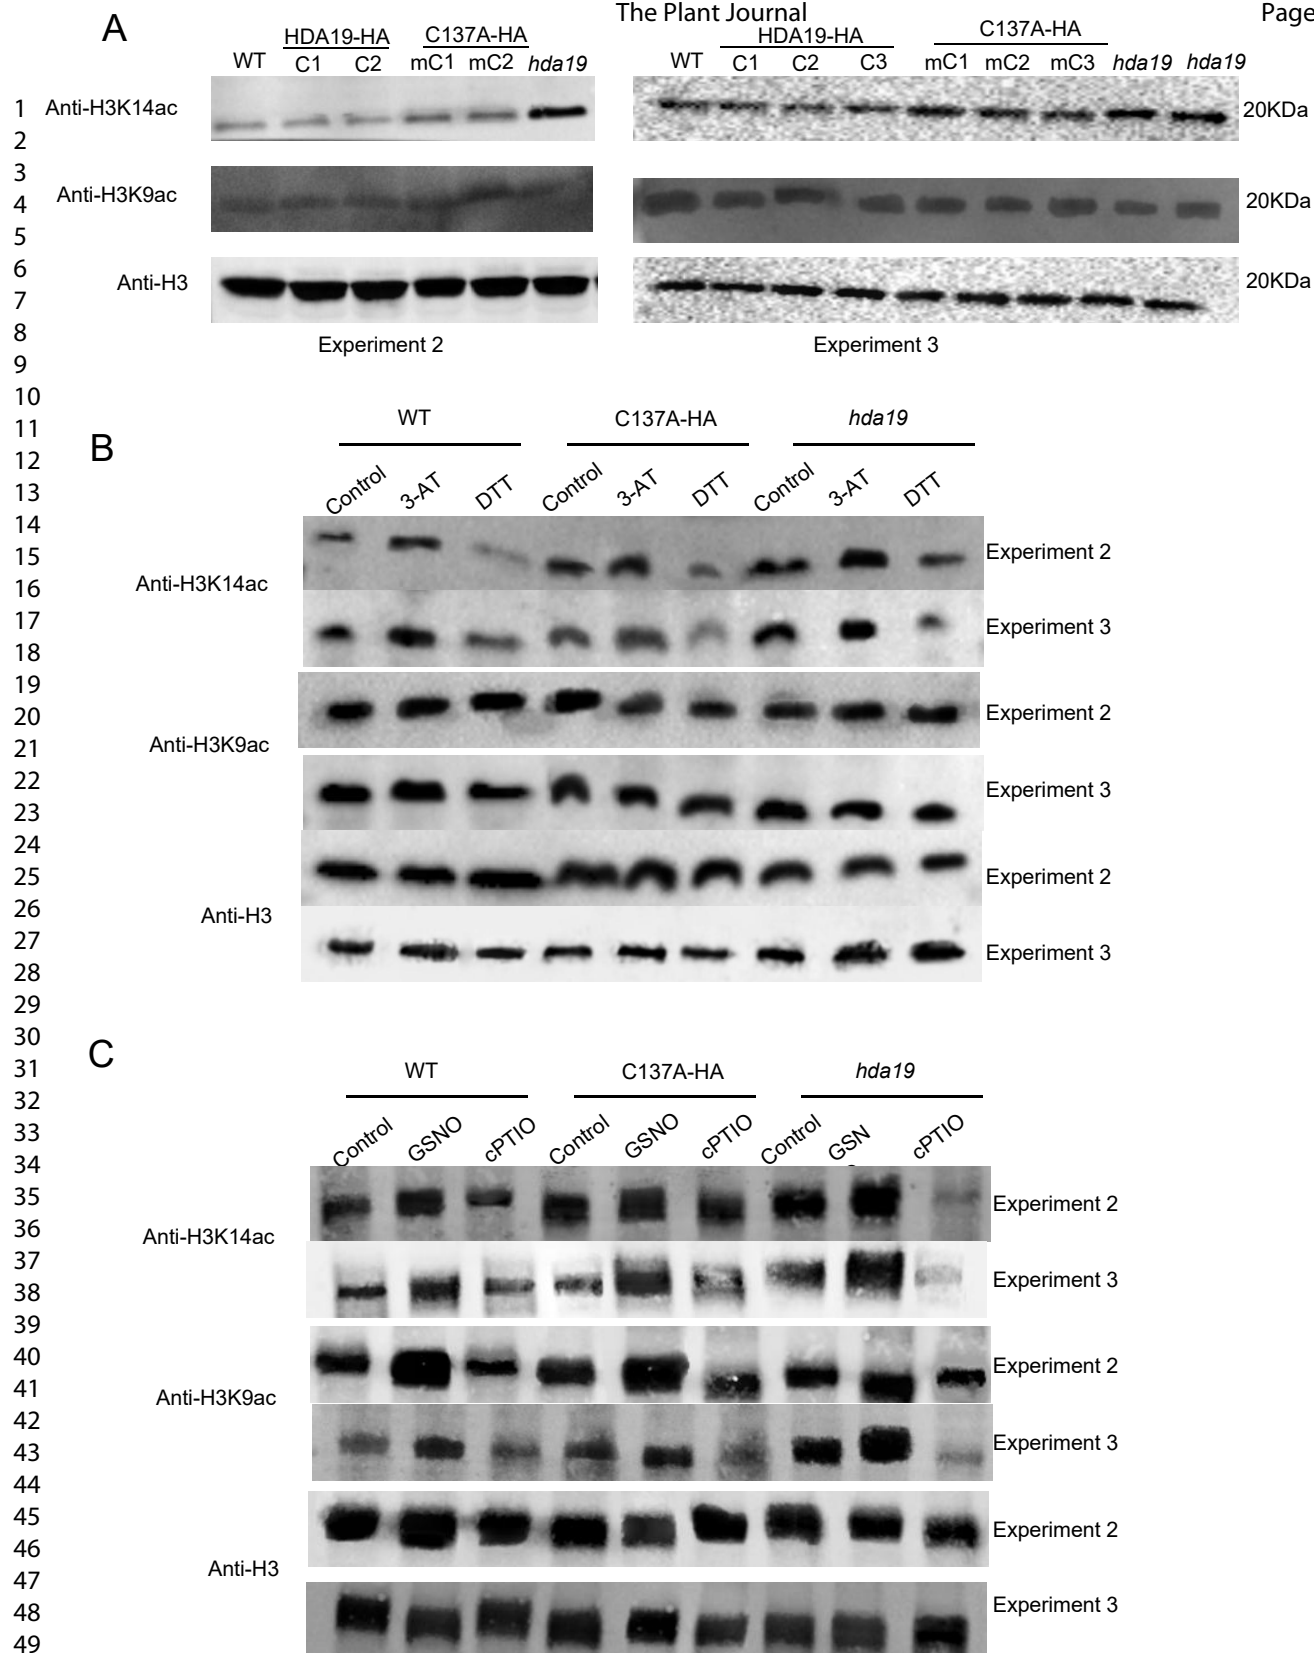 The Plant Journal
Page
A
HDA19-HA
C137A-HA
WT C1 C2 mC1 mC2 hda19
HDA19-HA
C137A-HA
WT C1 C2 C3 mC1 mC2 mC3 hda19 hda19
Anti-H3K14ac
20KDa
Anti-H3K9ac
20KDa
Anti-H3
20KDa
Experiment 2
Experiment 3
B
WT C137A-HA hda19
Control 3-AT DTT Control 3-AT DTT Control 3-AT DTT
Anti-H3K14ac
Experiment 2
Experiment 3
Anti-H3K9ac
Experiment 2
Experiment 3
Anti-H3
Experiment 2
Experiment 3
C
WT C137A-HA hda19
Control GSNO cPTIO Control GSNO cPTIO Control GSN cPTIO
Anti-H3K14ac
Experiment 2
Experiment 3
Anti-H3K9ac
Experiment 2
Experiment 3
Anti-H3
Experiment 2
Experiment 3
1
2
3
4
5
6
7
8
9
10
11
12
13
14
15
16
17
18
19
20
21
22
23
24
25
26
27
28
29
30
31
32
33
34
35
36
37
38
39
40
41
42
43
44
45
46
47
48
49